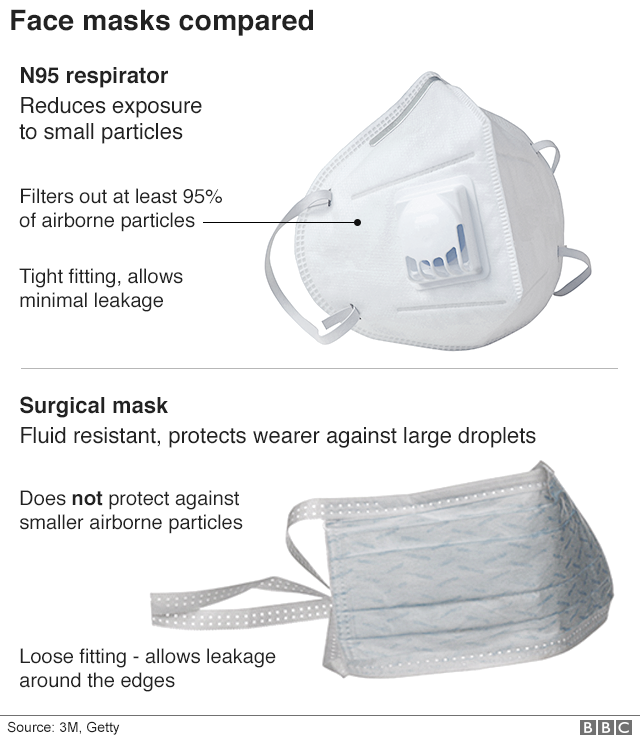 Face masks compared
N95 respirator
Reduces exposure
to small particles
Filters out at least 95%
of airborne particles
Tight fitting, allows
minimal leakage
Surgical mask
Fluid resistant, protects wearer against large droplets
Does not protect against
smaller airborne particles
Loose fitting - allows leakage
around the edges
Source: 3M, Getty
BBC